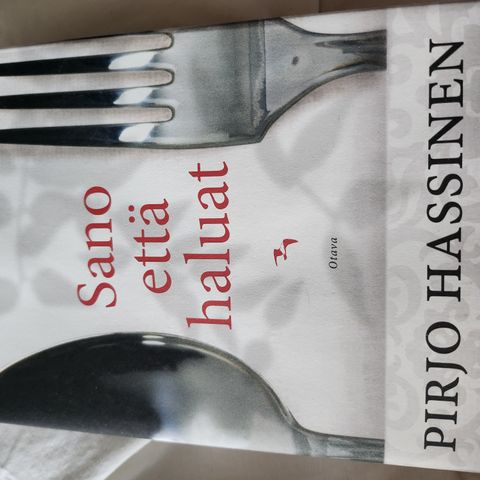 PIRJO HASSINEN
Sano
että
haluat
Otava